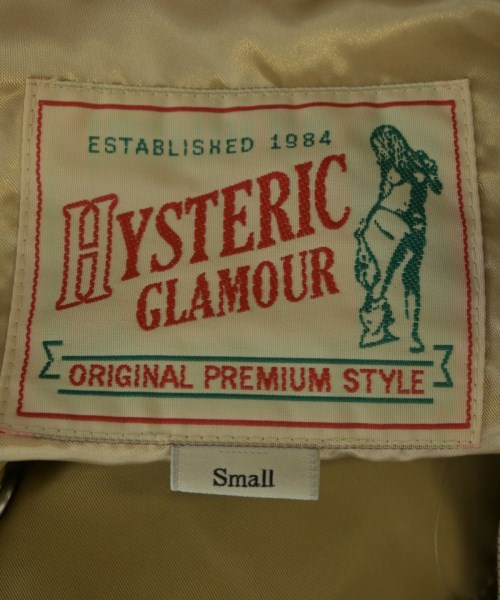 ESTABLISHED 1984
HYSTERIC
GLAMOUR
ORIGINAL PREMIUM STYLE
Small